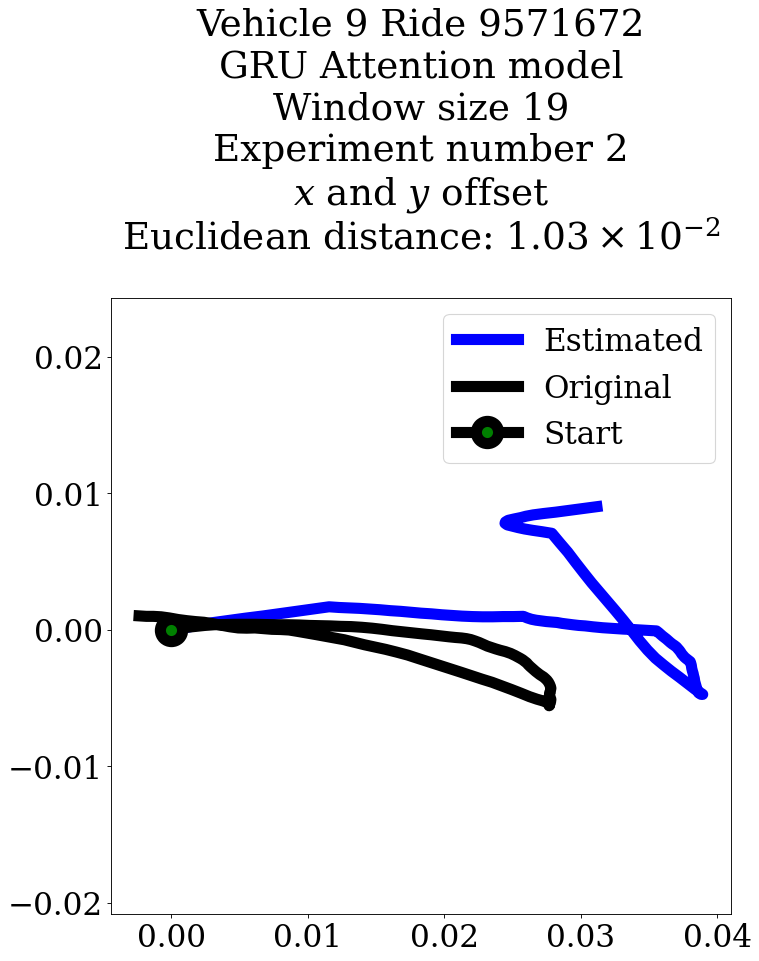 Vehicle 9 Ride 9571672
GRU Attention model
Window size 19
Experiment number 2
x and y offset
Euclidean distance: 1.03 × 10⁻²
Estimated
Original
Start
0.02
0.01
0.00
−0.01
−0.02
0.00 0.01 0.02 0.03 0.04